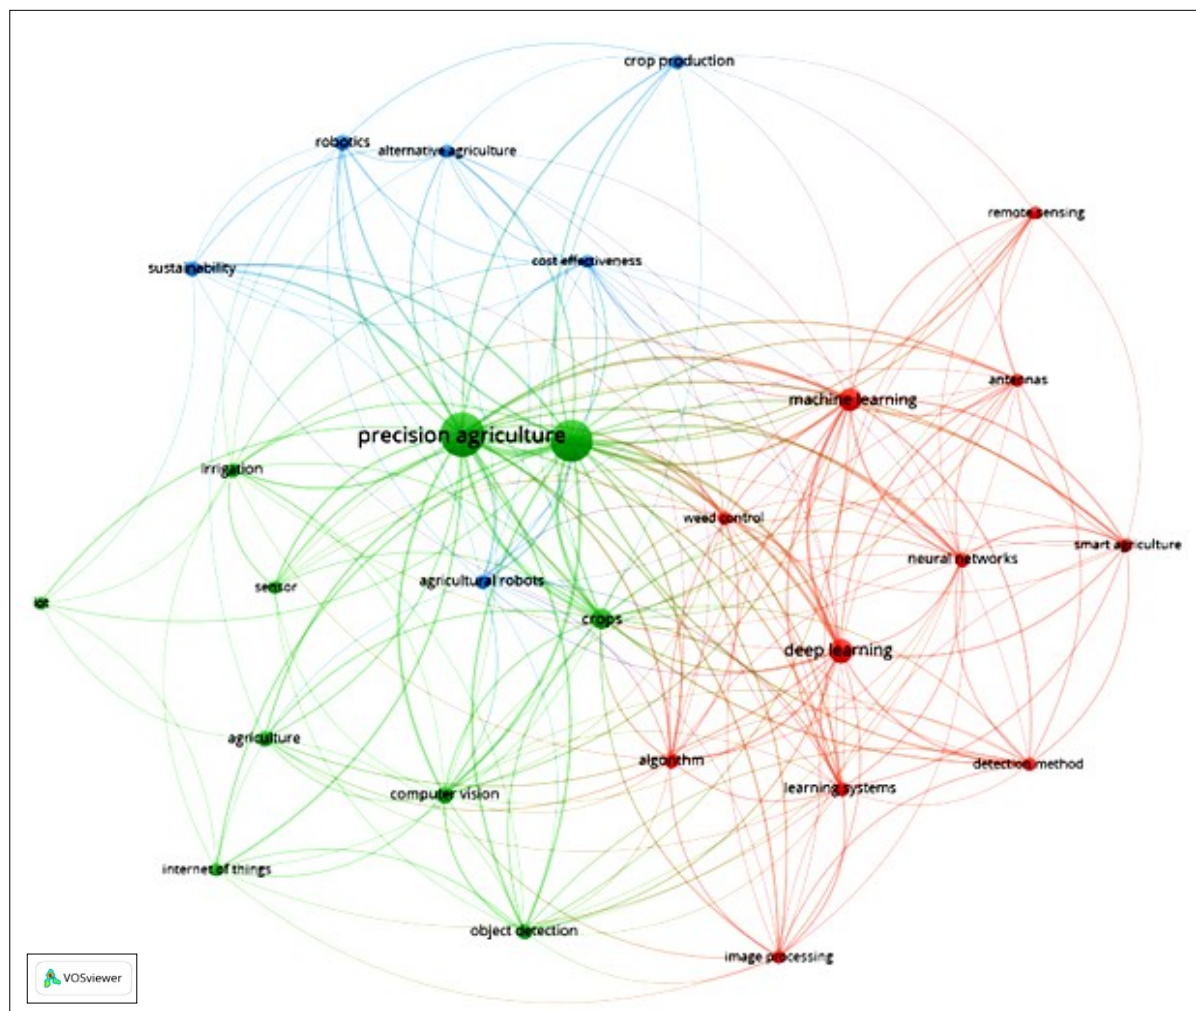 crop production
robotics
alternative agriculture
remote sensing
sustainability
cost effectiveness
antennas
machine learning
precision agriculture
irrigation
weed control
smart agriculture
neural networks
agricultural robots
sensor
iot
crops
deep learning
agriculture
algorithm
detection method
learning systems
computer vision
internet of things
object detection
image processing
VOSviewer